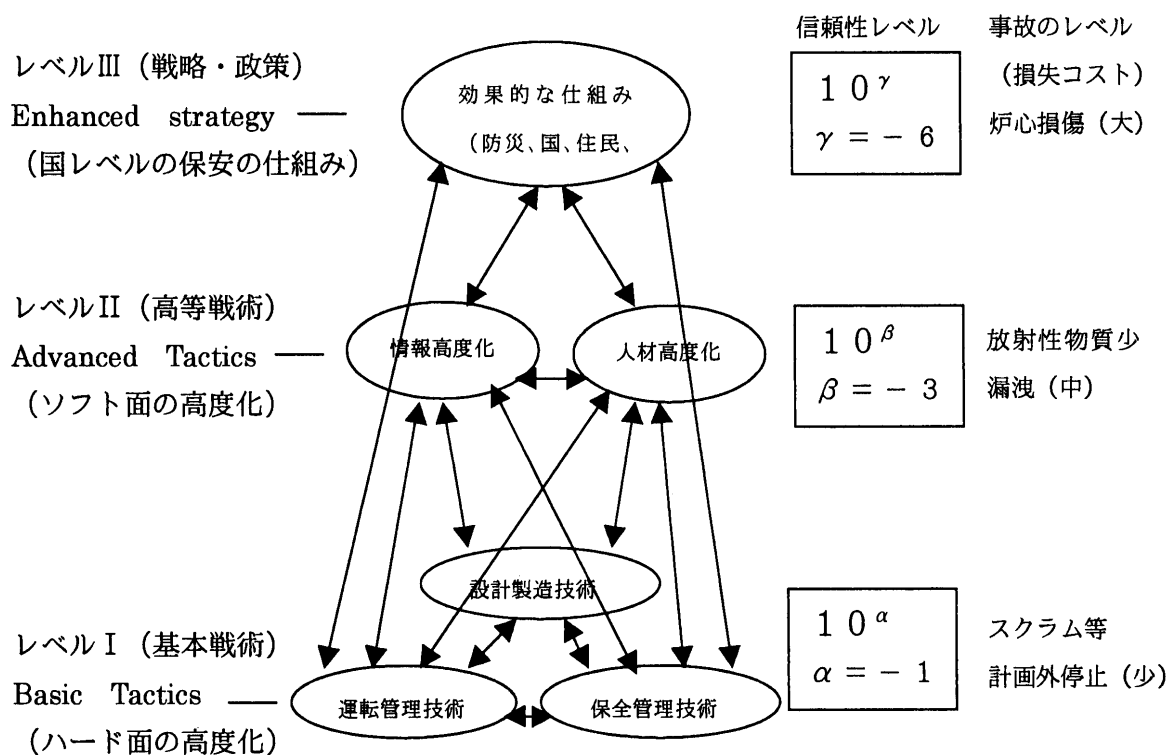 信頼性レベル 事故のレベル
レベルⅢ（戦略・政策）
Enhanced strategy
（国レベルの保安の仕組み）
効果的な仕組み
（防災、国、住民、
10^γ
γ＝－6
（損失コスト）
炉心損傷（大）
レベルⅡ（高等戦術）
Advanced Tactics
（ソフト面の高度化）
情報高度化
人材高度化
10^β
β＝－3
放射性物質少
漏洩（中）
設計製造技術
レベルⅠ（基本戦術）
Basic Tactics
（ハード面の高度化）
運転管理技術
保全管理技術
10^α
α＝－1
スクラム等
計画外停止（少）